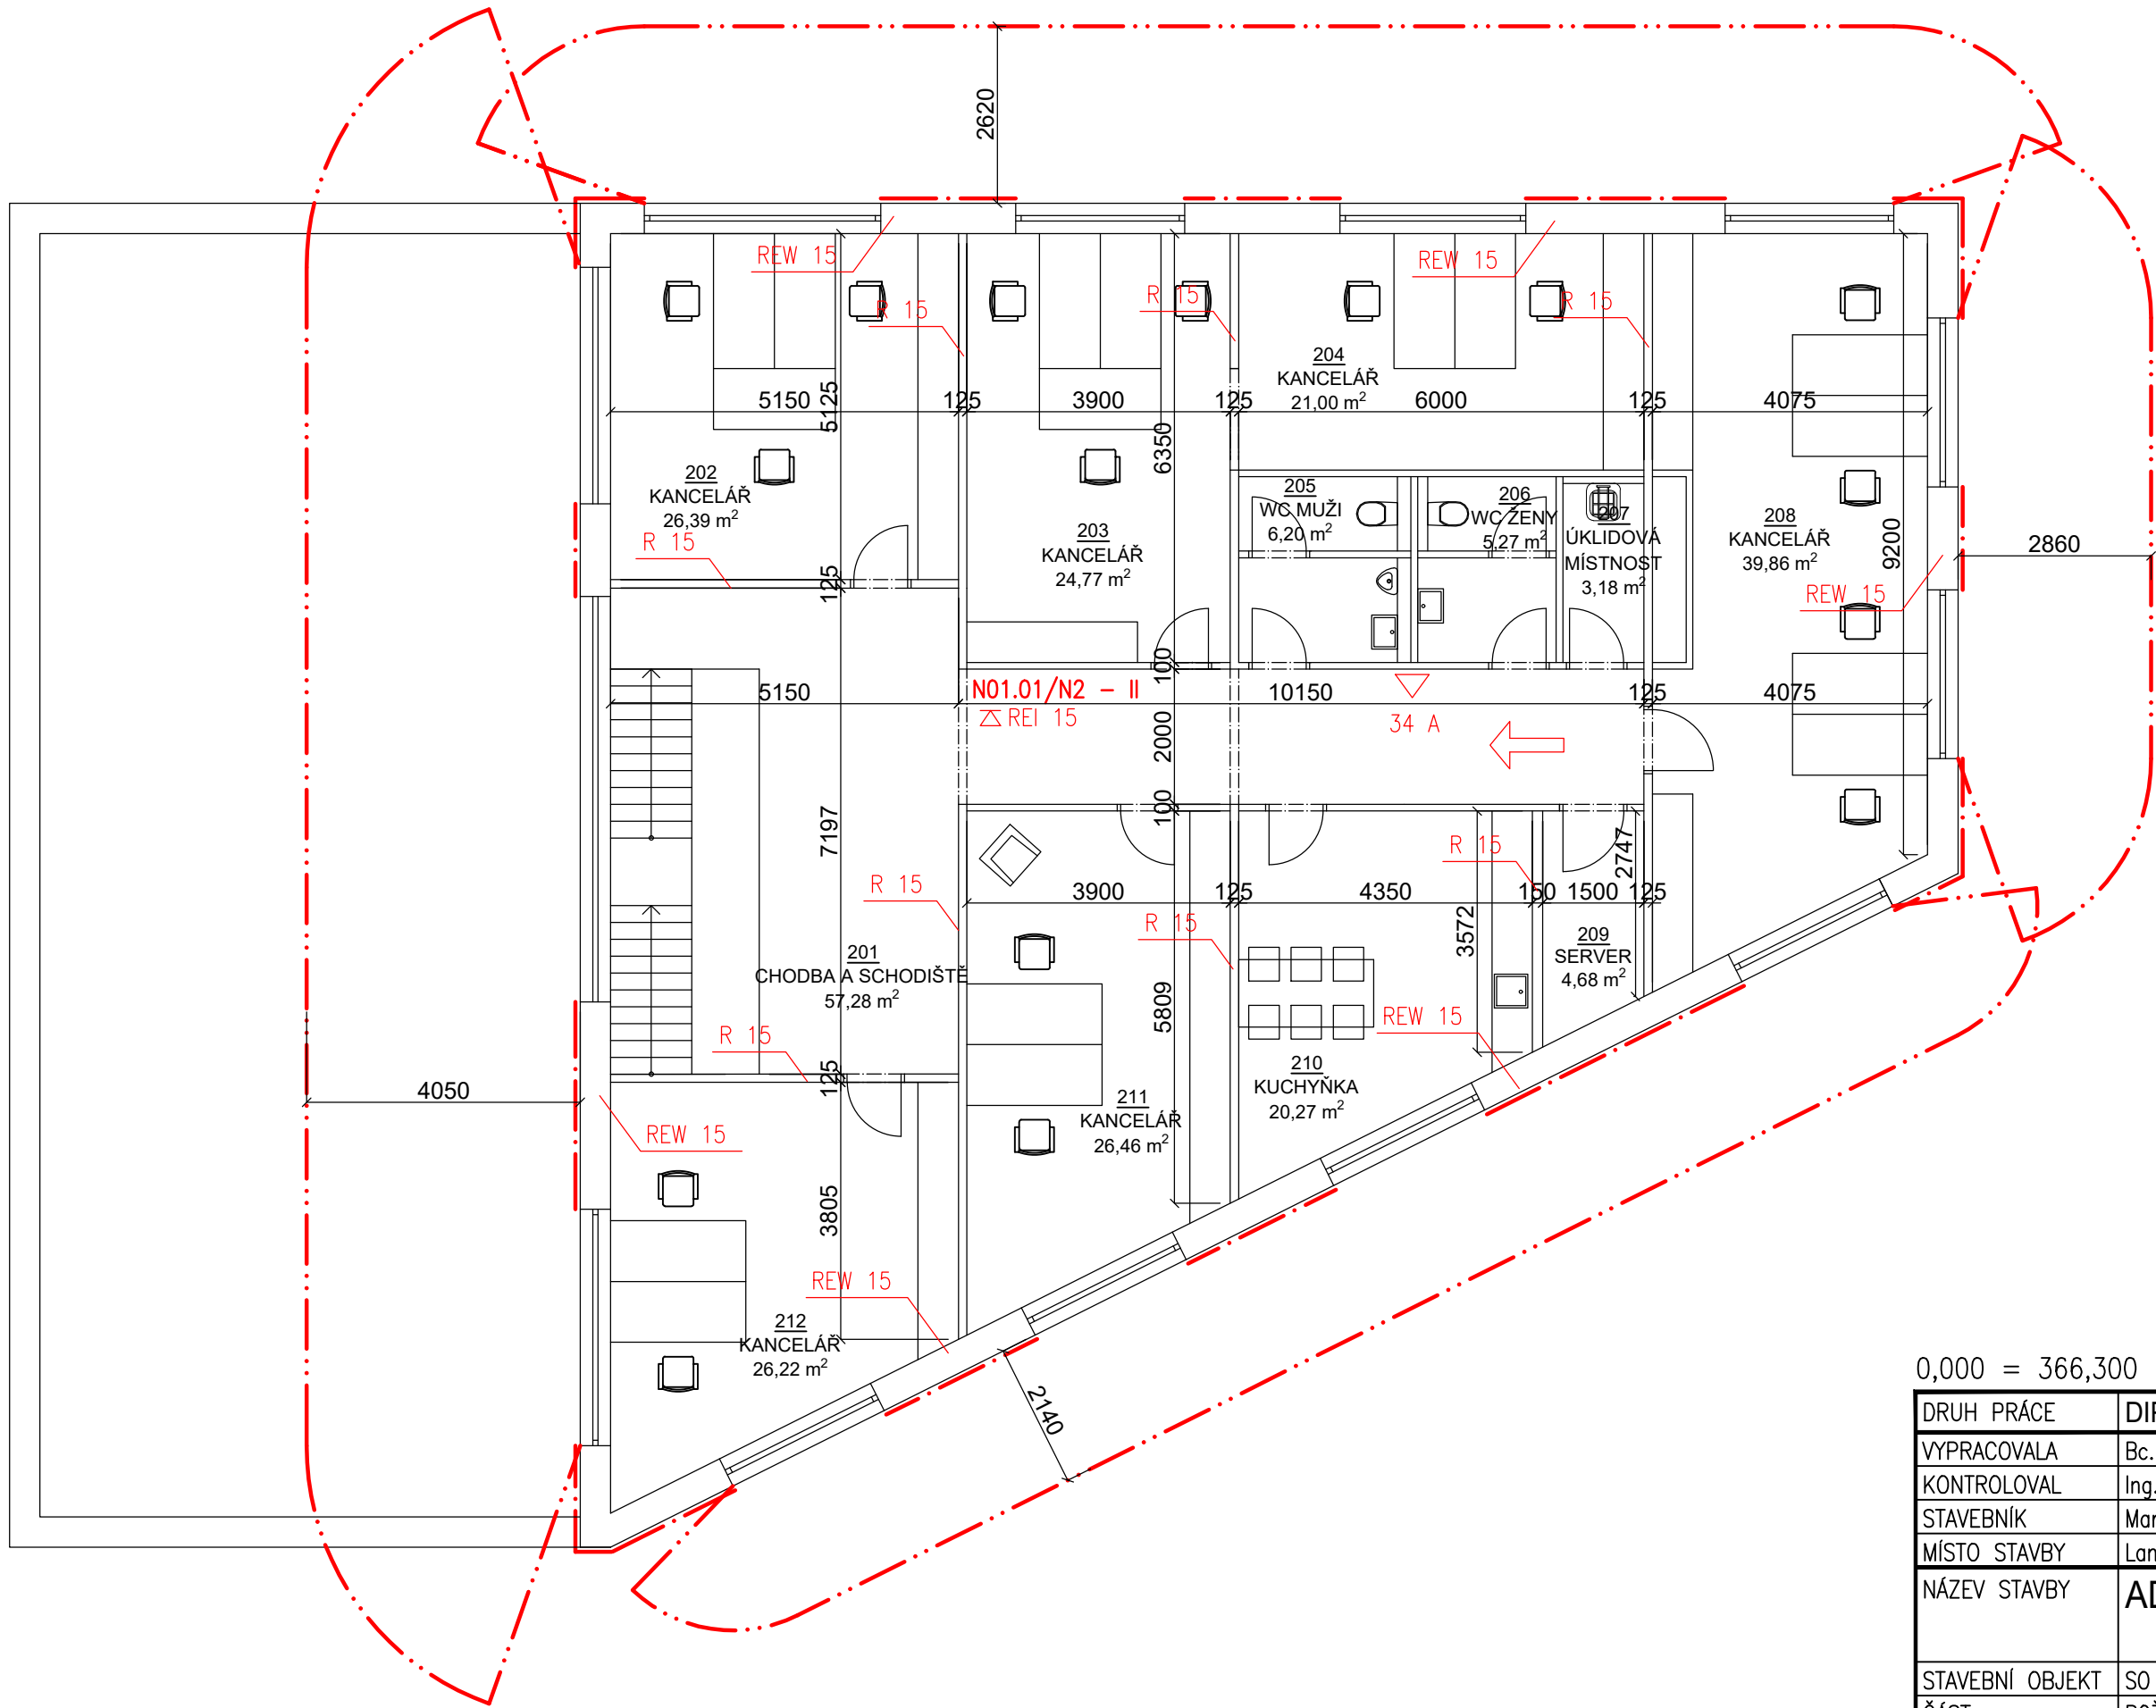 2620
REW 15
REW 15
R 15
R 15
R 15
204
KANCELÁŘ
21,00 m²
5150
125
3900
125
6000
125
4075
5125
6350
202
KANCELÁŘ
26,39 m²
205
WC MUŽI
6,20 m²
206
WC ŽENY
5,27 m²
207
ÚKLIDOVÁ
MÍSTNOST
3,18 m²
203
KANCELÁŘ
24,77 m²
208
KANCELÁŘ
39,86 m²
9200
2860
R 15
125
REW 15
100
5150
N01.01/N2 – II
REI 15
10150
125
4075
34 A
2000
100
7197
2747
R 15
R 15
3900
125
4350
150
1500
125
R 15
3572
209
SERVER
4,68 m²
201
CHODBA A SCHODIŠTĚ
57,28 m²
5809
REW 15
R 15
125
4050
210
KUCHYŇKA
20,27 m²
211
KANCELÁŘ
26,46 m²
REW 15
3805
REW 15
212
KANCELÁŘ
26,22 m²
2140
0,000 = 366,300
DRUH PRÁCE
VYPRACOVALA Bc.
KONTROLOVAL Ing.
STAVEBNÍK Mar
MÍSTO STAVBY Lan
NÁZEV STAVBY
STAVEBNÍ OBJEKT SO